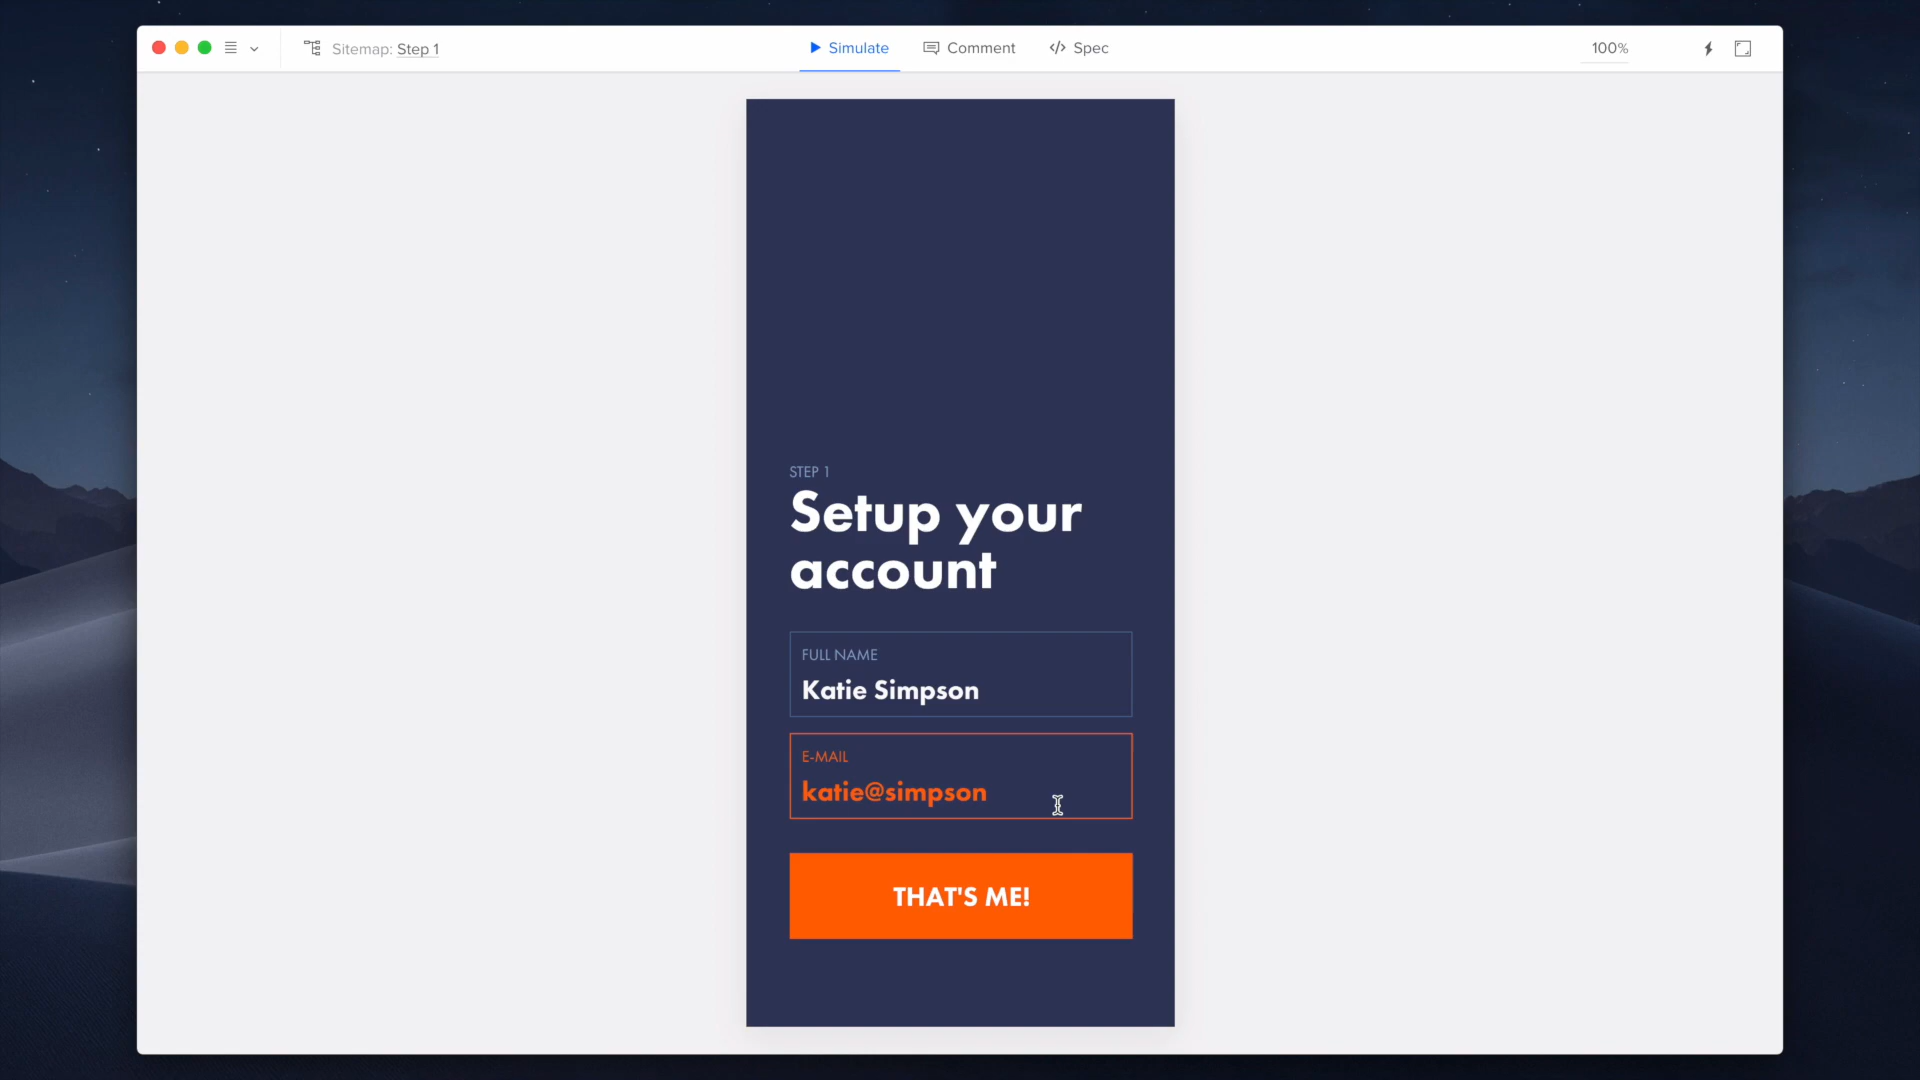 Sitemap: Step 1
Simulate
Comment
Spec
100%
STEP 1
Setup your
account
FULL NAME
Katie Simpson
E-MAIL
katie@simpson
THAT'S ME!